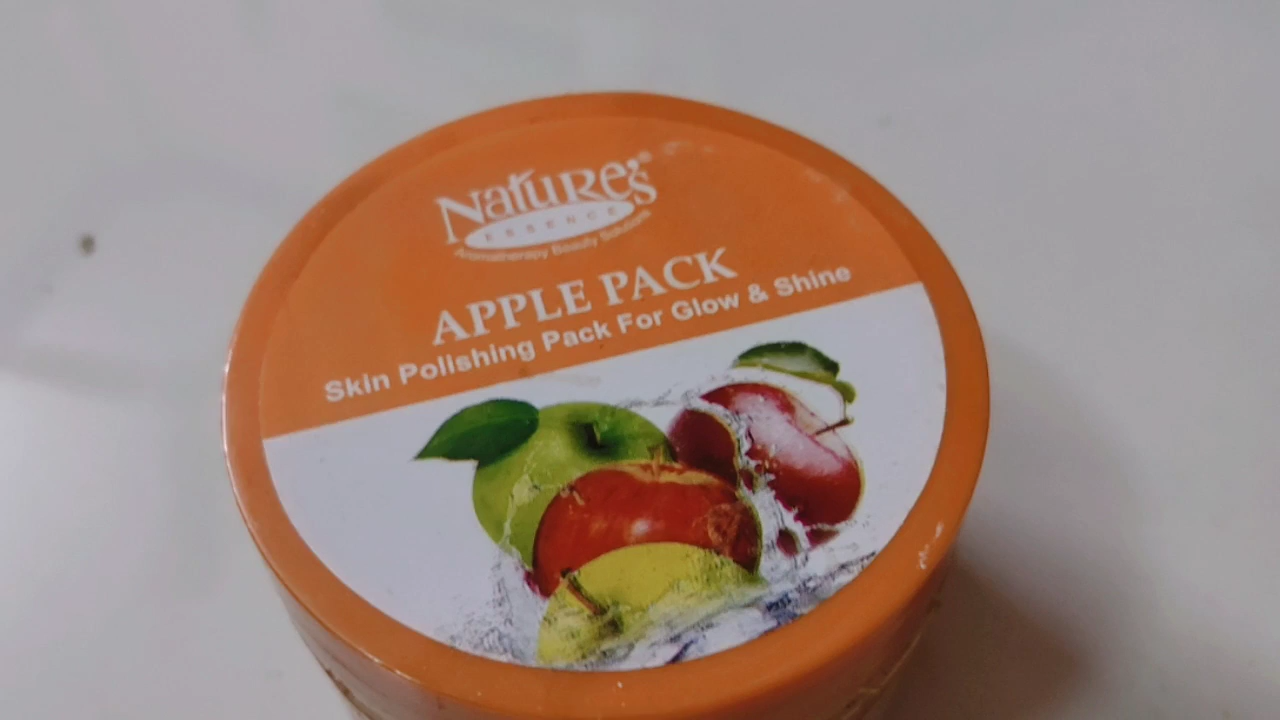 Nature's
ESSENCE
Aromatherapy Beauty Solutions
APPLE PACK
Skin Polishing Pack For Glow & Shine